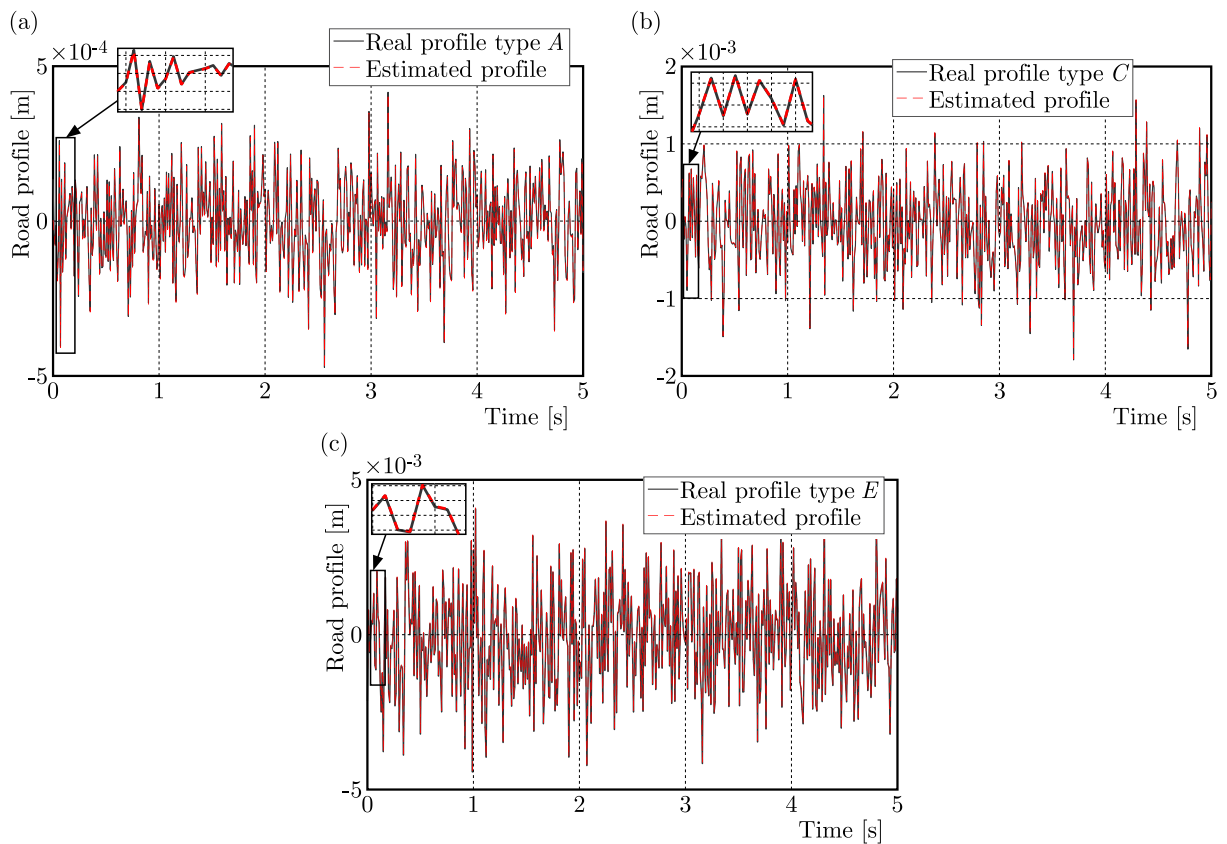 (a)
×10⁻⁴
Real profile type A
Estimated profile
Road profile [m]
5
0
-5
0 1 2 3 4 5
Time [s]
(b)
×10⁻³
Real profile type C
Estimated profile
Road profile [m]
2
1
0
-1
-2
0 1 2 3 4 5
Time [s]
(c)
×10⁻³
Real profile type E
Estimated profile
Road profile [m]
5
0
-5
0 1 2 3 4 5
Time [s]